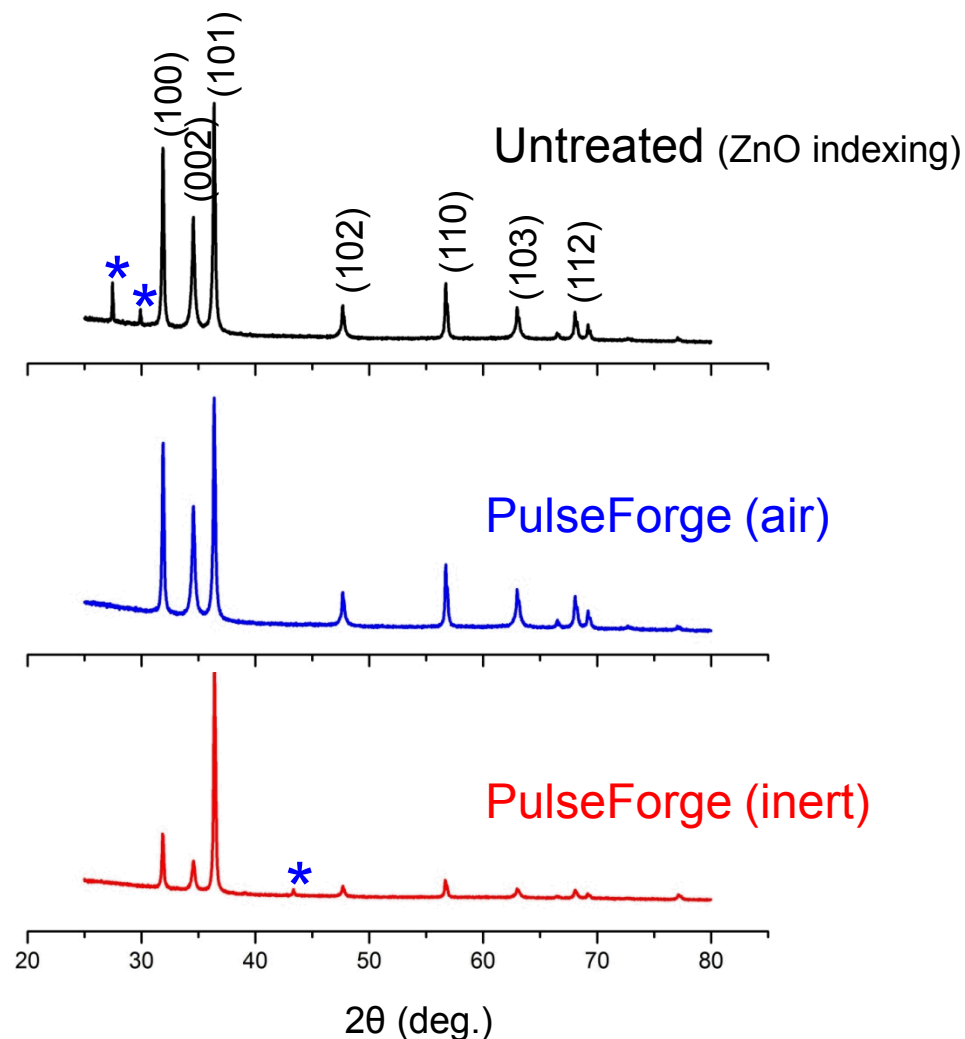 (100)
(002)
(101)
Untreated (ZnO indexing)
*
*
(102)
(110)
(103)
(112)
PulseForge (air)
PulseForge (inert)
*
20 30 40 50 60 70 80
2θ (deg.)